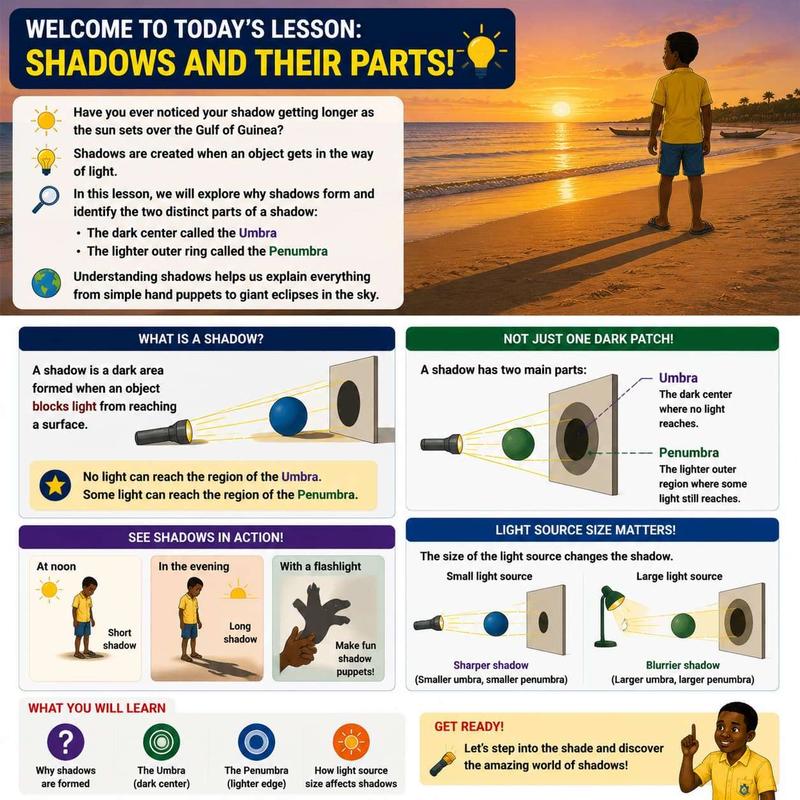 WELCOME TO TODAY'S LESSON:
SHADOWS AND THEIR PARTS!
Have you ever noticed your shadow getting longer as
the sun sets over the Gulf of Guinea?
Shadows are created when an object gets in the way
of light.
In this lesson, we will explore why shadows form and
identify the two distinct parts of a shadow:
• The dark center called the Umbra
• The lighter outer ring called the Penumbra
Understanding shadows helps us explain everything
from simple hand puppets to giant eclipses in the sky.
WHAT IS A SHADOW?
A shadow is a dark area
formed when an object
blocks light from reaching
a surface.
No light can reach the region of the Umbra.
Some light can reach the region of the Penumbra.
NOT JUST ONE DARK PATCH!
A shadow has two main parts:
Umbra
The dark center
where no light
reaches.
Penumbra
The lighter outer
region where some
light still reaches.
SEE SHADOWS IN ACTION!
At noon
Short
shadow
In the evening
Long
shadow
With a flashlight
Make fun
shadow
puppets!
LIGHT SOURCE SIZE MATTERS!
The size of the light source changes the shadow.
Small light source
Sharper shadow
(Smaller umbra, smaller penumbra)
Large light source
Blurrier shadow
(Larger umbra, larger penumbra)
WHAT YOU WILL LEARN
?
Why shadows
are formed
The Umbra
(dark center)
The Penumbra
(lighter edge)
How light source
size affects shadows
GET READY!
Let's step into the shade and discover
the amazing world of shadows!